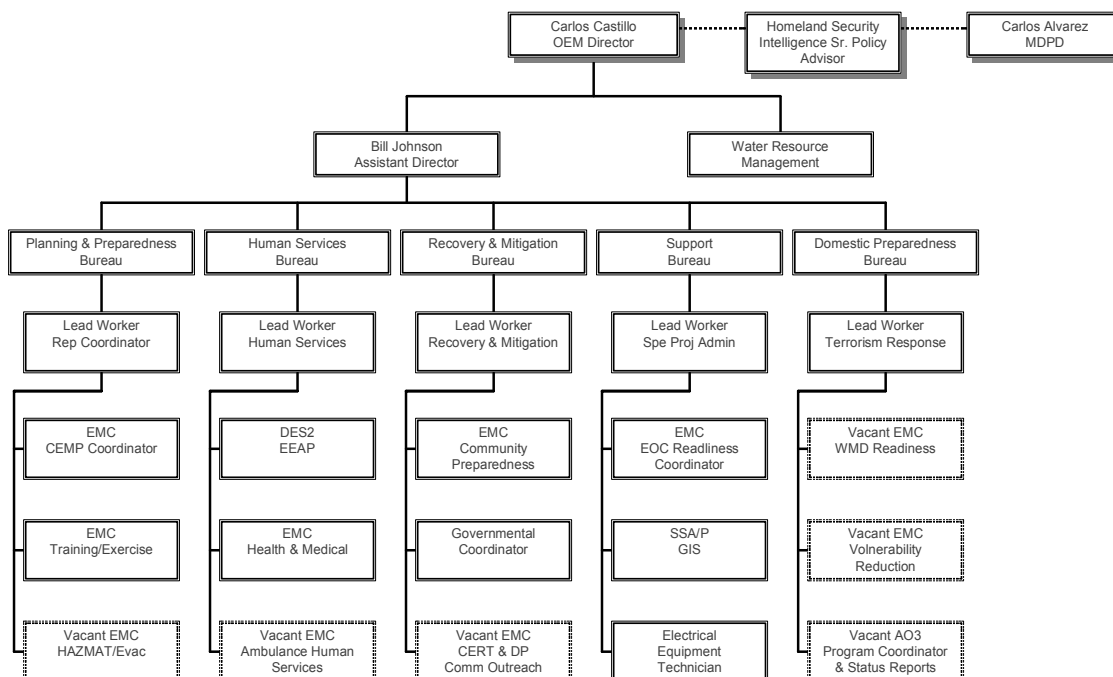 Carlos Castillo
OEM Director
Homeland Security
Intelligence Sr. Policy
Advisor
Carlos Alvarez
MDPD
Bill Johnson
Assistant Director
Water Resource
Management
Planning & Preparedness
Bureau
Human Services
Bureau
Recovery & Mitigation
Bureau
Support
Bureau
Domestic Preparedness
Bureau
Lead Worker
Rep Coordinator
Lead Worker
Human Services
Lead Worker
Recovery & Mitigation
Lead Worker
Spe Proj Admin
Lead Worker
Terrorism Response
EMC
CEMP Coordinator
DES2
EEAP
EMC
Community
Preparedness
EMC
EOC Readiness
Coordinator
Vacant EMC
WMD Readiness
EMC
Training/Exercise
EMC
Health & Medical
Governmental
Coordinator
SSA/P
GIS
Vacant EMC
Volnerability
Reduction
Vacant EMC
HAZMAT/Evac
Vacant EMC
Ambulance Human
Services
Vacant EMC
CERT & DP
Comm Outreach
Electrical
Equipment
Technician
Vacant AO3
Program Coordinator
& Status Reports